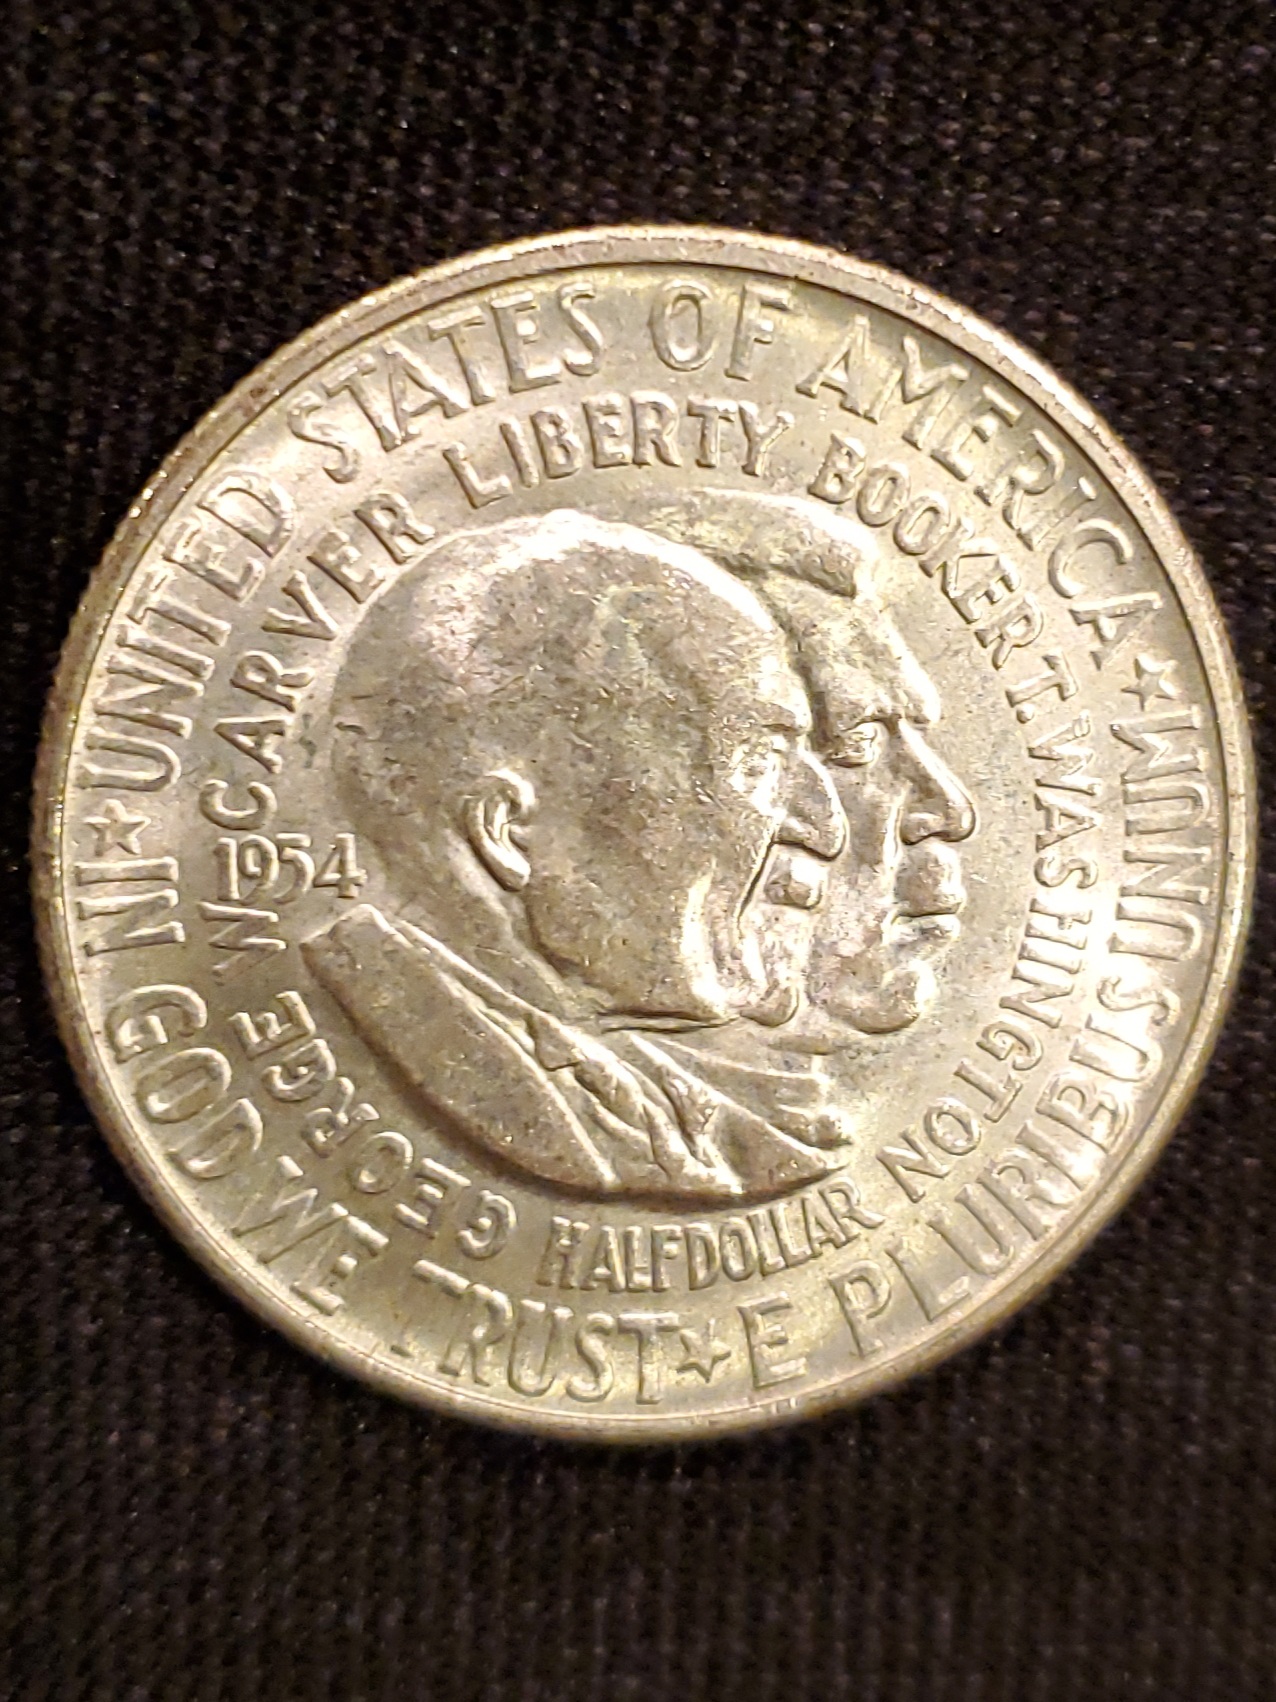 ★ UNITED STATES OF AMERICA ★
E PLURIBUS UNUM ★
IN GOD WE TRUST
LIBERTY
GEORGE W CARVER
BOOKER T. WASHINGTON
1954
HALF DOLLAR